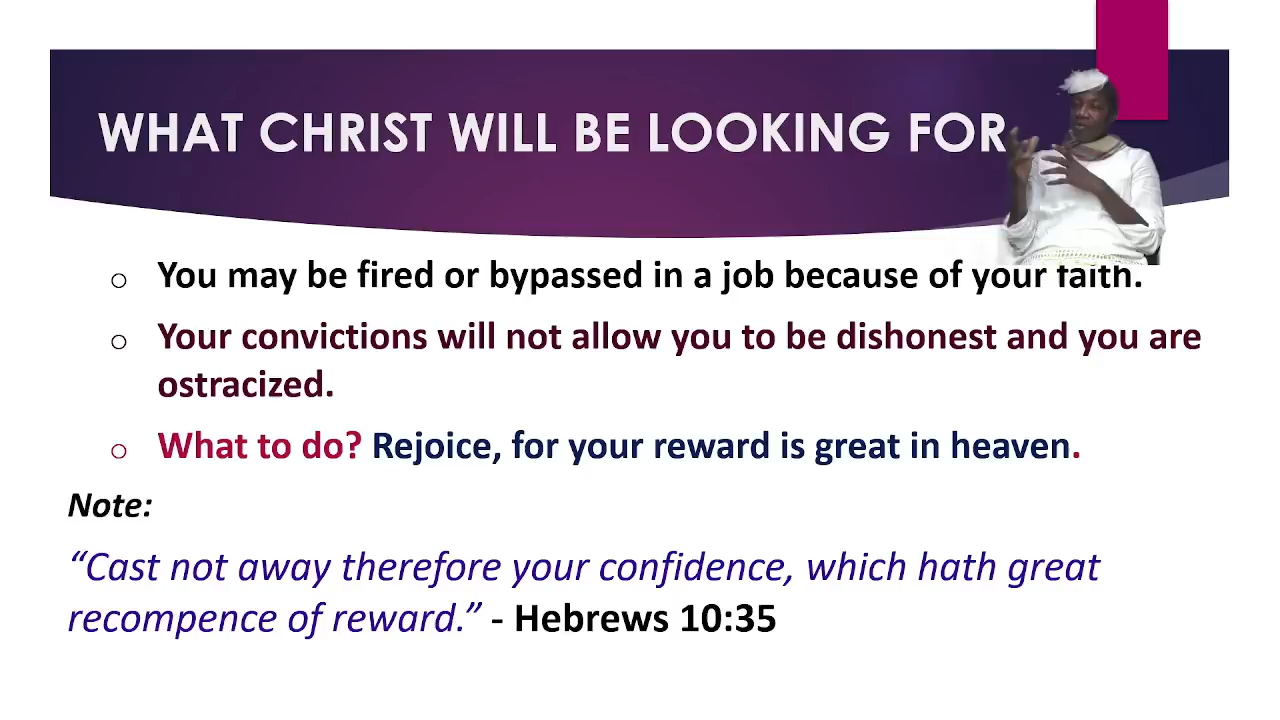 WHAT CHRIST WILL BE LOOKING FOR
o You may be fired or bypassed in a job because of your faith.
o Your convictions will not allow you to be dishonest and you are
ostracized.
o What to do? Rejoice, for your reward is great in heaven.
Note:
“Cast not away therefore your confidence, which hath great
recompence of reward.” - Hebrews 10:35